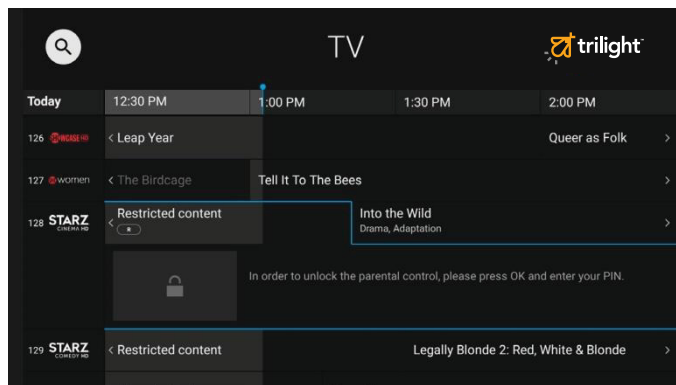 TV
trilight
Today 12:30 PM 1:00 PM 1:30 PM 2:00 PM
126 SHOWCASE HD < Leap Year Queer as Folk >
127 women < The Birdcage Tell It To The Bees >
128 STARZ CINEMA HD < Restricted content Into the Wild >
Drama, Adaptation
In order to unlock the parental control, please press OK and enter your PIN.
129 STARZ COMEDY HD < Restricted content Legally Blonde 2: Red, White & Blonde >